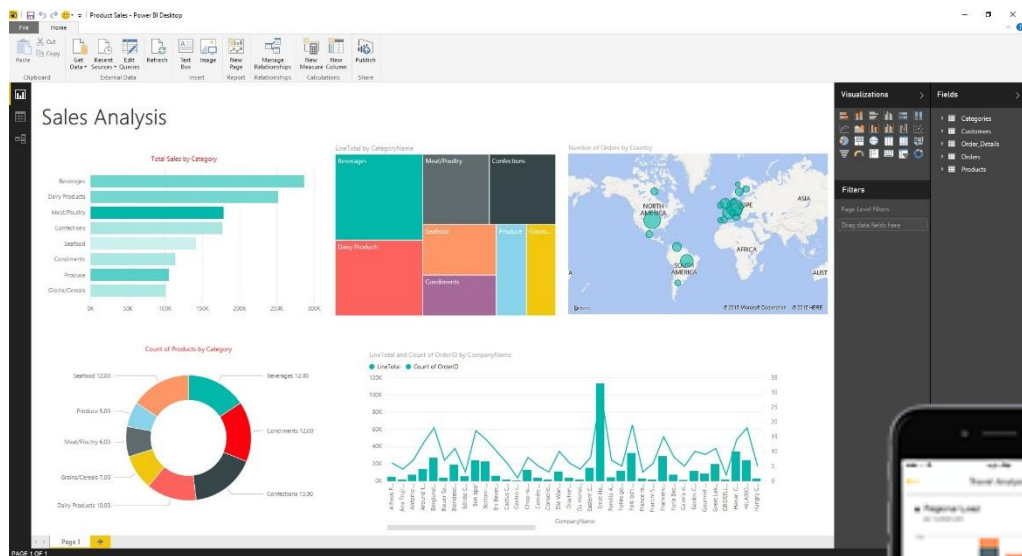 Product Sales - Power BI Desktop
File
Home
Paste
Cut
Copy
Get Data
Recent Sources
Edit Queries
Refresh
Text Box
Image
New Page
Manage Relationships
New Measure
New Column
Publish
Clipboard
External Data
Insert
Report
Relationships
Calculations
Share
Sales Analysis
Total Sales by Category
Beverages
Dairy Products
Meat/Poultry
Confections
Seafood
Condiments
Produce
Grains/Cereals
0K 50K 100K 150K 200K 250K 300K
LineTotal by CategoryName
Beverages
Meat/Poultry
Confections
Dairy Products
Seafood
Produce
Grains...
Condiments
Number of Orders by Country
NORTH AMERICA
EUROPE
ASIA
AFRICA
SOUTH AMERICA
AUST
Count of Products by Category
Seafood 12.00
Beverages 12.00
Produce 5.00
Condiments 12.00
Meat/Poultry 6.00
Grains/Cereals 7.00
Confections 13.00
Dairy Products 10.00
LineTotal and Count of OrderID by CompanyName
LineTotal
Count of OrderID
120K
100K
80K
60K
40K
20K
0K
35
30
25
20
15
10
5
0
CompanyName
Visualizations
Fields
Categories
Customers
Order_Details
Orders
Products
Filters
Page Level Filters
Drag data fields here
Page 1
PAGE 1 OF 1
Regional Load